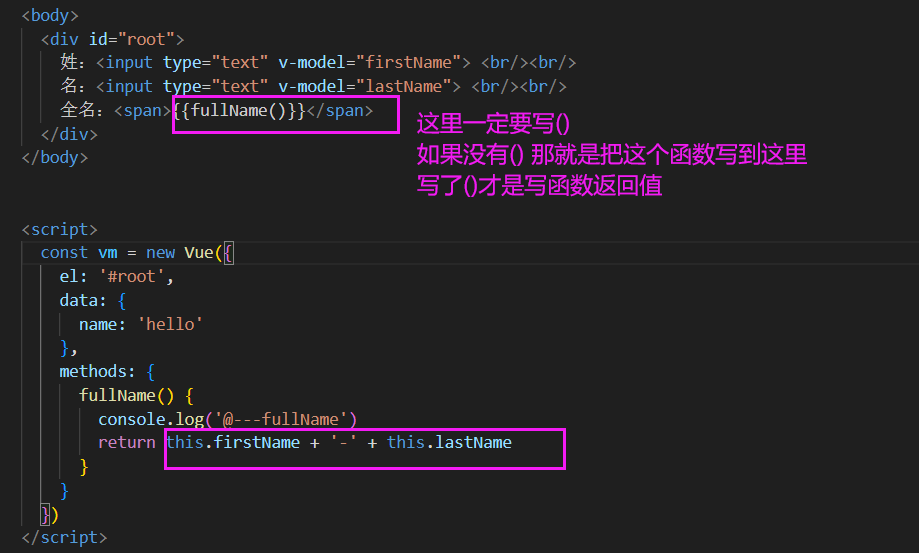 <body>
<div id="root">
姓：<input type="text" v-model="firstName"> <br/><br/>
名：<input type="text" v-model="lastName"> <br/><br/>
全名：<span>{{fullName()}}</span>
</div>
</body>
这里一定要写()
如果没有() 那就是把这个函数写到这里
写了()才是写函数返回值
<script>
const vm = new Vue({
el: '#root',
data: {
name: 'hello'
},
methods: {
fullName() {
console.log('@---fullName')
return this.firstName + '-' + this.lastName
}
}
})
</script>